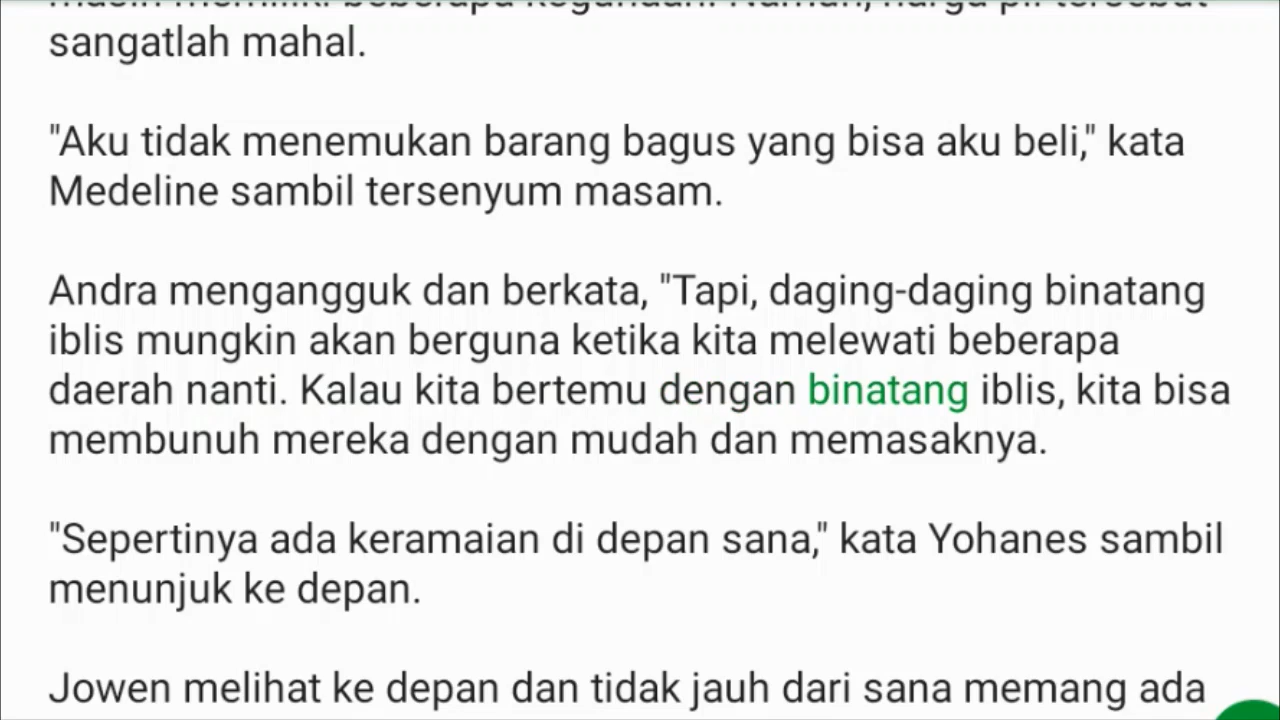 sangatlah mahal.
"Aku tidak menemukan barang bagus yang bisa aku beli," kata
Medeline sambil tersenyum masam.
Andra mengangguk dan berkata, "Tapi, daging-daging binatang
iblis mungkin akan berguna ketika kita melewati beberapa
daerah nanti. Kalau kita bertemu dengan binatang iblis, kita bisa
membunuh mereka dengan mudah dan memasaknya.
"Sepertinya ada keramaian di depan sana," kata Yohanes sambil
menunjuk ke depan.
Jowen melihat ke depan dan tidak jauh dari sana memang ada